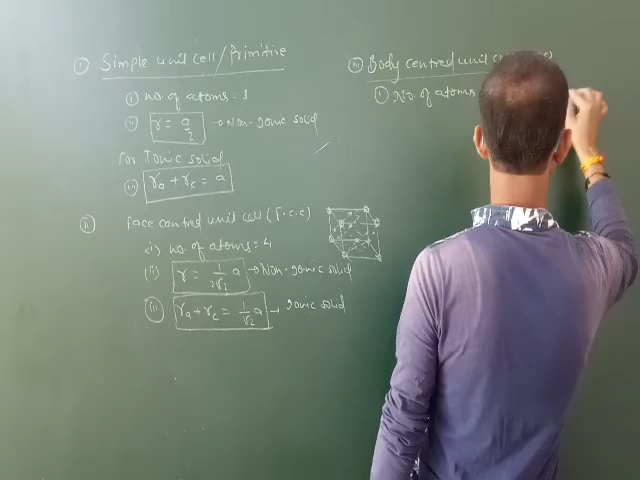 (i) Simple unit cell/Primitive
(i) no of atoms = 1
(ii) r = a/2 → Non-Ionic solid
For Ionic solid
(iii) ra + rc = a
(ii) Face centred unit cell (F.C.C)
i) no of atoms = 4
(ii) r = 1/2√2 a → Non-Ionic solid
(iii) ra + rc = 1/√2 a → Ionic solid
(iii) Body centred unit
(i) No of atoms